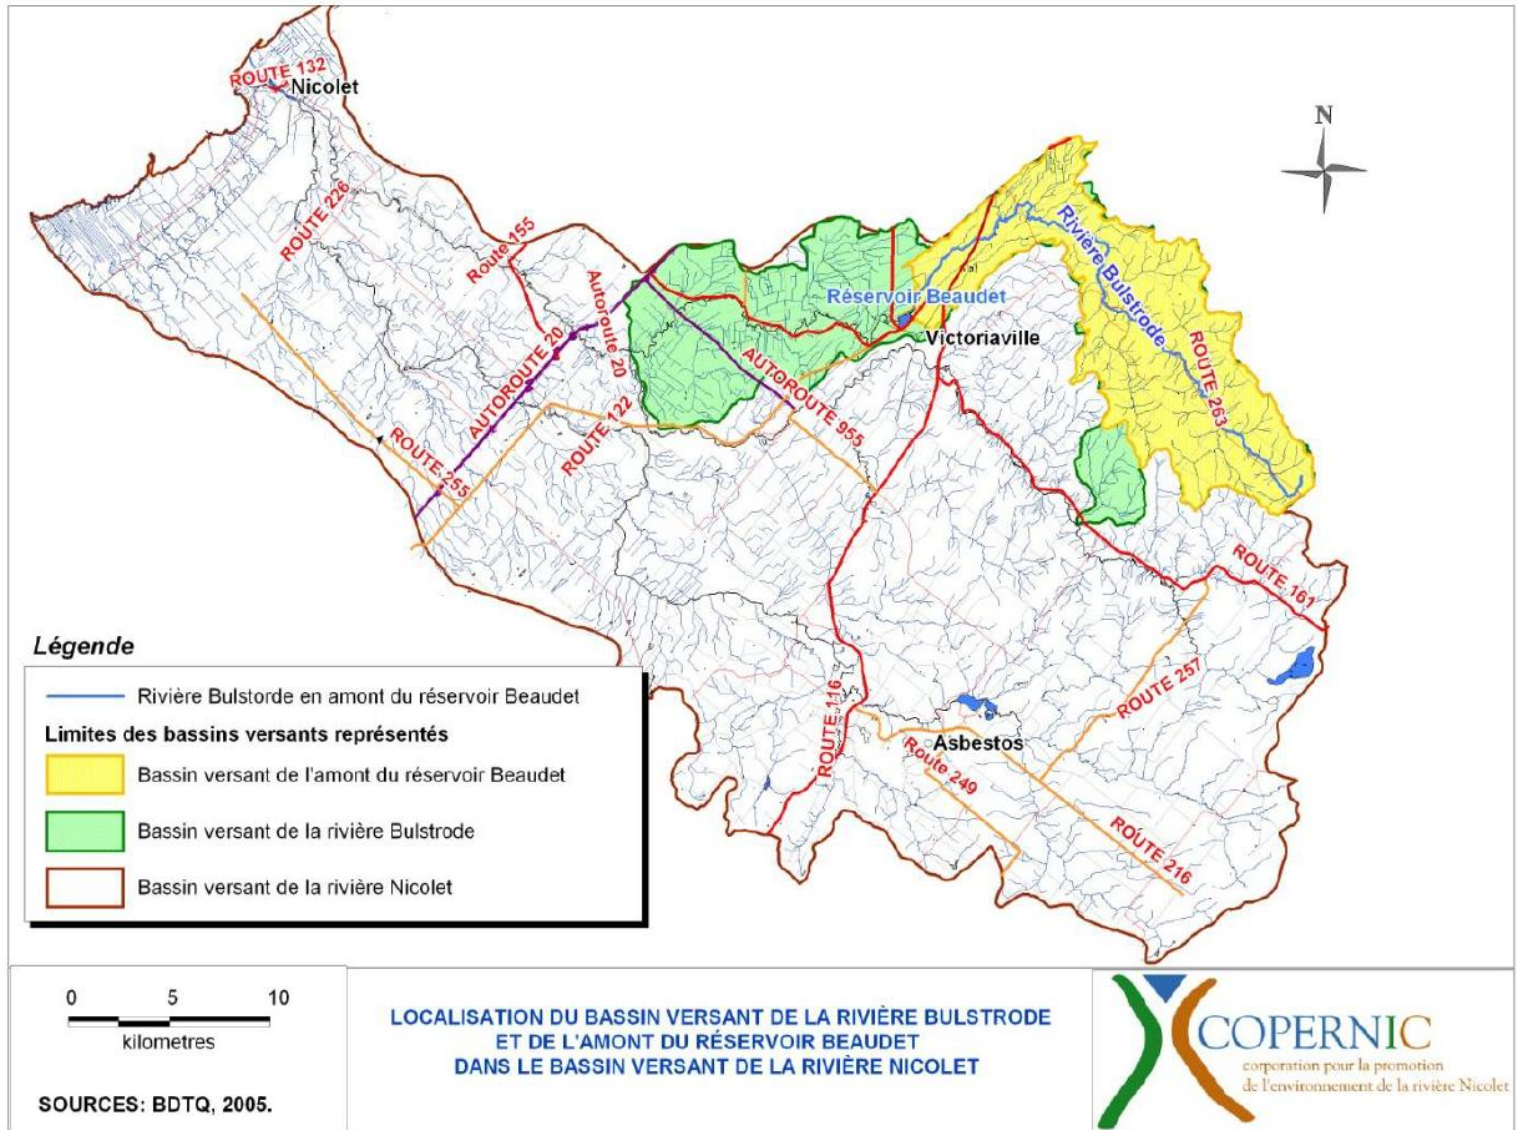 ROUTE 132
Nicolet
N
ROUTE 226
Route 155
Rivière Bulstrode
Autoroute 20
Réservoir Beaudet
Victoriaville
AUTOROUTE 20
AUTOROUTE 955
ROUTE 263
ROUTE 122
ROUTE 255
ROUTE 161
ROUTE 257
ROUTE 116
Asbestos
Route 249
ROUTE 216
Légende
Rivière Bulstorde en amont du réservoir Beaudet
Limites des bassins versants représentés
Bassin versant de l'amont du réservoir Beaudet
Bassin versant de la rivière Bulstrode
Bassin versant de la rivière Nicolet
0 5 10
kilometres
SOURCES: BDTQ, 2005.
LOCALISATION DU BASSIN VERSANT DE LA RIVIÈRE BULSTRODE
ET DE L'AMONT DU RÉSERVOIR BEAUDET
DANS LE BASSIN VERSANT DE LA RIVIÈRE NICOLET
COPERNIC
corporation pour la promotion
de l'environnement de la rivière Nicolet